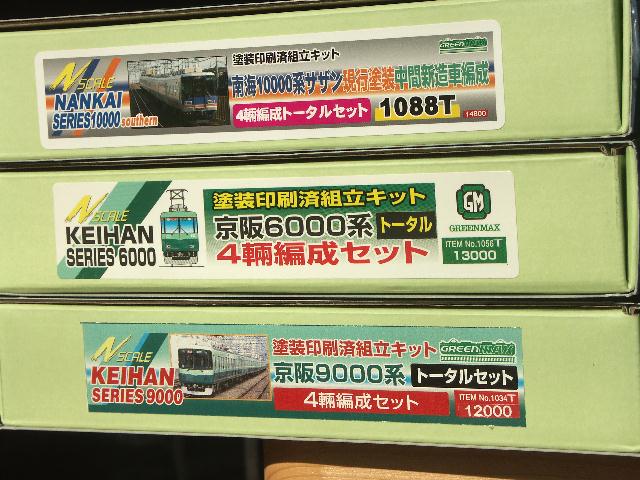 N SCALE
NANKAI
SERIES10000 southern
塗装印刷済組立キット
GREENMAX
南海10000系サザン現行塗装中間新造車編成
4輌編成トータルセット
1088T
14800
N SCALE
KEIHAN
SERIES 6000
塗装印刷済組立キット
京阪6000系 トータル
4輌編成セット
GM
GREENMAX
ITEM No.1056T
13000
N SCALE
KEIHAN
SERIES 9000
塗装印刷済組立キット
GREENMAX
京阪9000系 トータルセット
4輌編成セット
ITEM No.1034T
12000